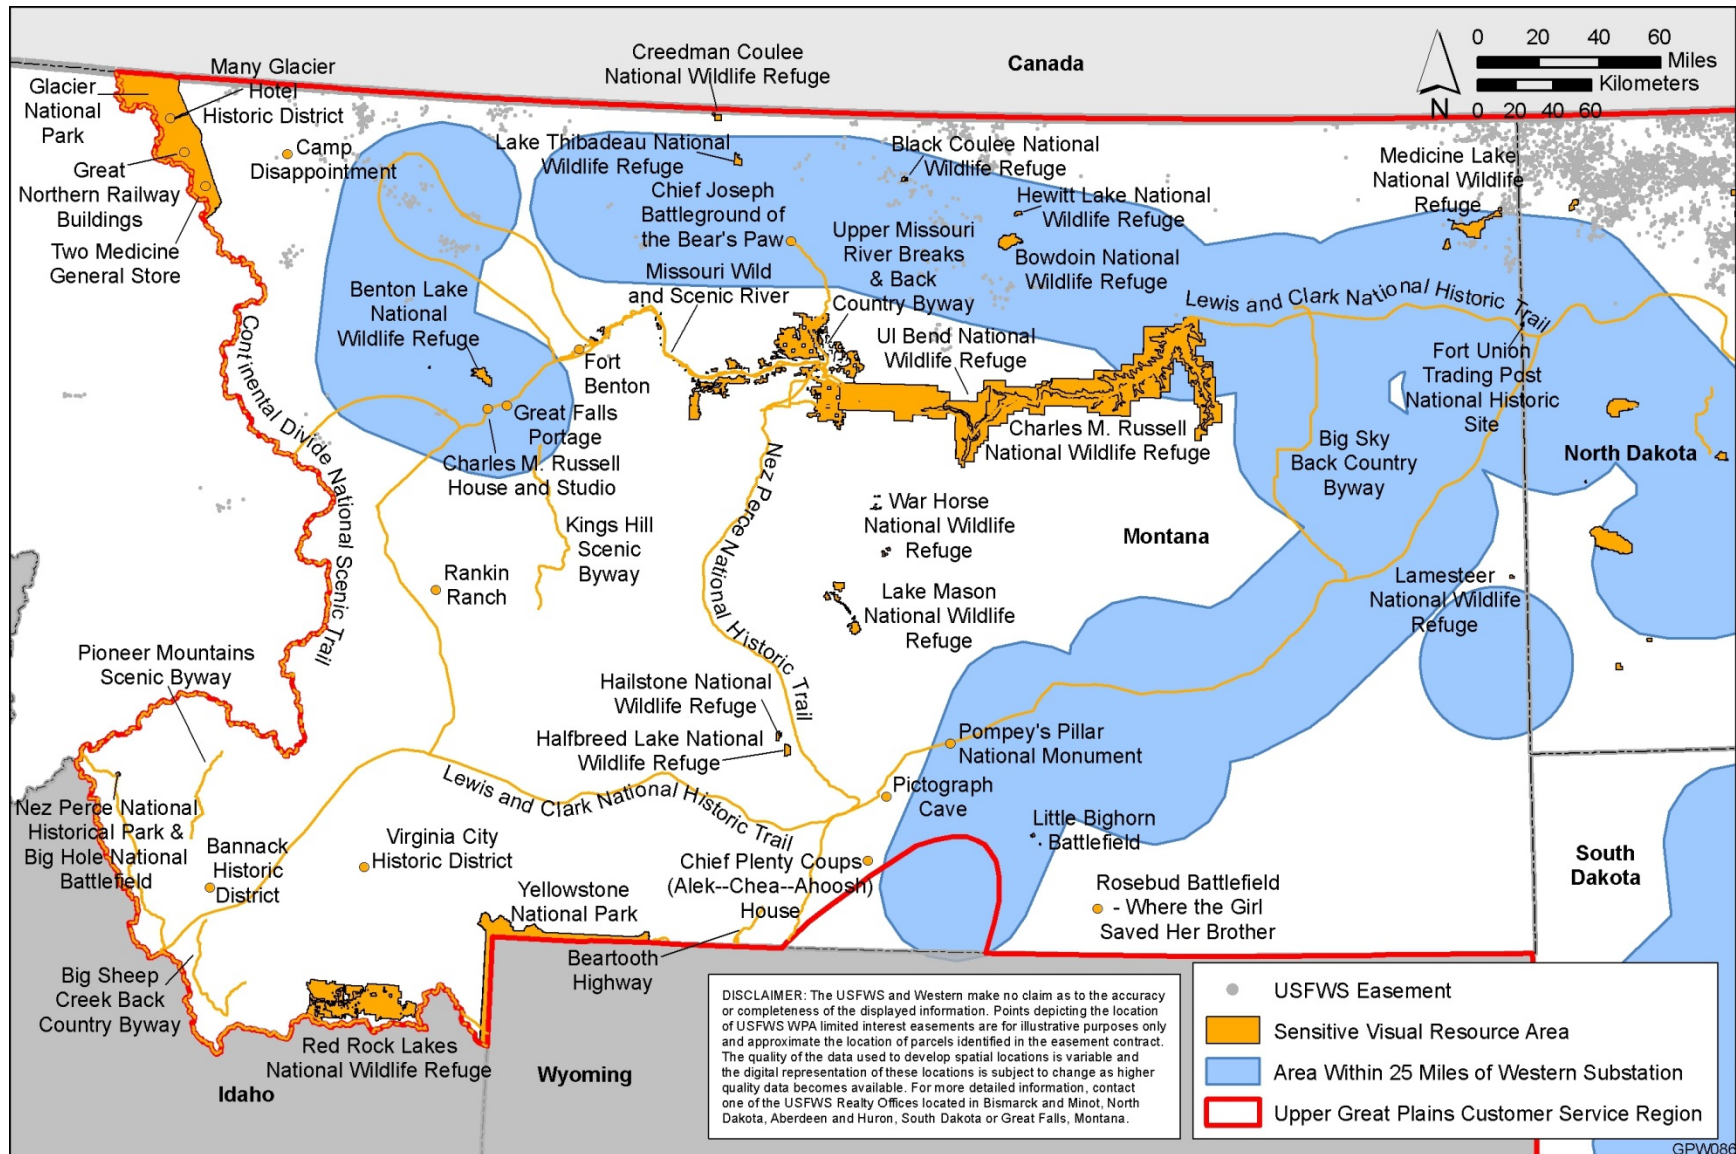 Creedman Coulee
National Wildlife Refuge
Canada
0 20 40 60
Miles
Kilometers
0 20 40 60
N
Glacier
National
Park
Many Glacier
Hotel
Historic District
Great
Northern Railway
Buildings
Two Medicine
General Store
Camp
Disappointment
Lake Thibadeau National
Wildlife Refuge
Chief Joseph
Battleground of
the Bear's Paw
Black Coulee National
Wildlife Refuge
Hewitt Lake National
Wildlife Refuge
Medicine Lake
National Wildlife
Refuge
Upper Missouri
River Breaks
& Back
Country Byway
Bowdoin National
Wildlife Refuge
Missouri Wild
and Scenic River
Benton Lake
National
Wildlife Refuge
Lewis and Clark National Historic Trail
Ul Bend National
Wildlife Refuge
Fort
Benton
Fort Union
Trading Post
National Historic
Site
Continental Divide National Scenic Trail
Great Falls
Portage
Charles M. Russell
House and Studio
Charles M. Russell
National Wildlife Refuge
Big Sky
Back Country
Byway
North Dakota
Nez Perce National Historic Trail
Kings Hill
Scenic
Byway
War Horse
National Wildlife
Refuge
Montana
Rankin
Ranch
Lake Mason
National Wildlife
Refuge
Lamesteer
National Wildlife
Refuge
Pioneer Mountains
Scenic Byway
Hailstone National
Wildlife Refuge
Halfbreed Lake National
Wildlife Refuge
Pompey's Pillar
National Monument
Lewis and Clark National Historic Trail
Pictograph
Cave
Nez Perce National
Historical Park &
Big Hole National
Battlefield
Bannack
Historic
District
Virginia City
Historic District
Little Bighorn
Battlefield
Chief Plenty Coups
(Alek--Chea--Ahoosh)
House
South
Dakota
Yellowstone
National Park
Rosebud Battlefield
- Where the Girl
Saved Her Brother
Beartooth
Highway
Big Sheep
Creek Back
Country Byway
Red Rock Lakes
National Wildlife Refuge
Idaho
Wyoming
DISCLAIMER: The USFWS and Western make no claim as to the accuracy
or completeness of the displayed information. Points depicting the location
of USFWS WPA limited interest easements are for illustrative purposes only
and approximate the location of parcels identified in the easement contract.
The quality of the data used to develop spatial locations is variable and
the digital representation of these locations is subject to change as higher
quality data becomes available. For more detailed information, contact
one of the USFWS Realty Offices located in Bismarck and Minot, North
Dakota, Aberdeen and Huron, South Dakota or Great Falls, Montana.
USFWS Easement
Sensitive Visual Resource Area
Area Within 25 Miles of Western Substation
Upper Great Plains Customer Service Region
GPW086